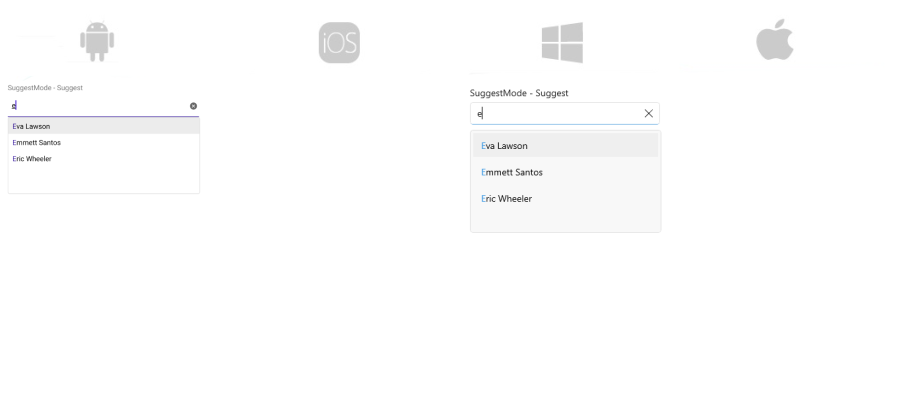 iOS
SuggestMode - Suggest
e
Eva Lawson
Emmett Santos
Eric Wheeler
SuggestMode - Suggest
e
Eva Lawson
Emmett Santos
Eric Wheeler